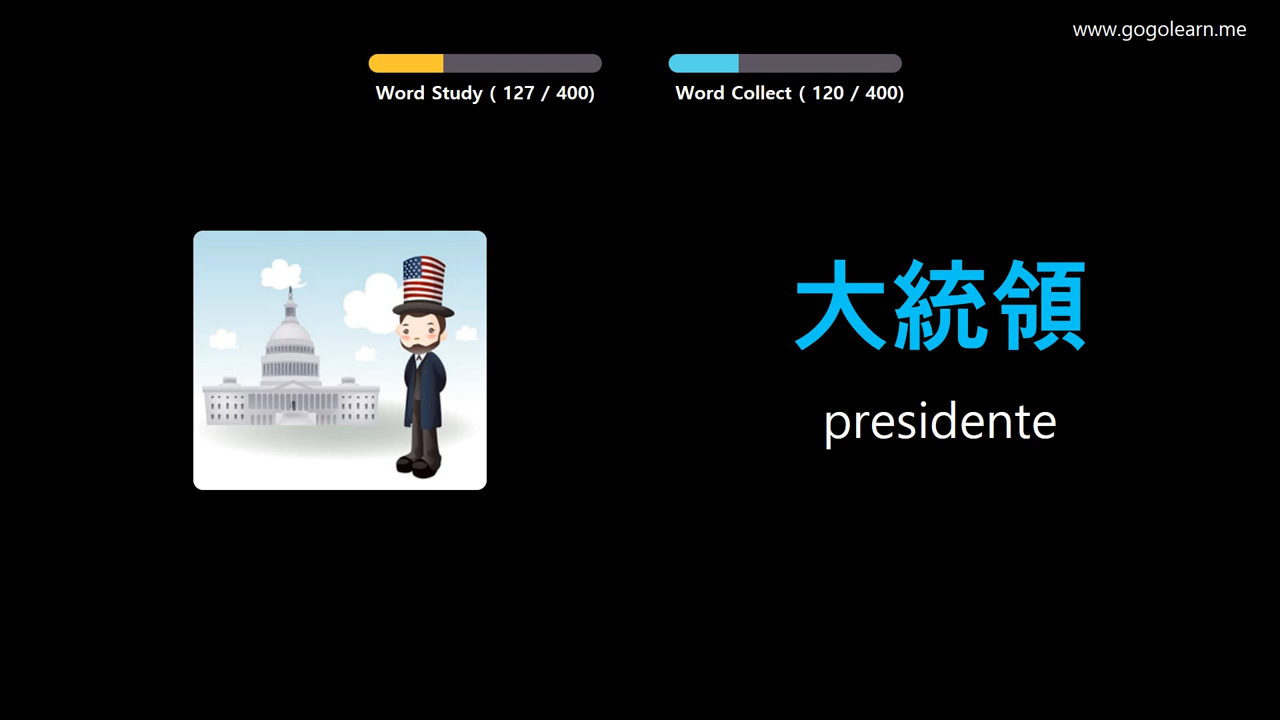 www.gogolearn.me
Word Study ( 127 / 400)
Word Collect ( 120 / 400)
大統領
presidente